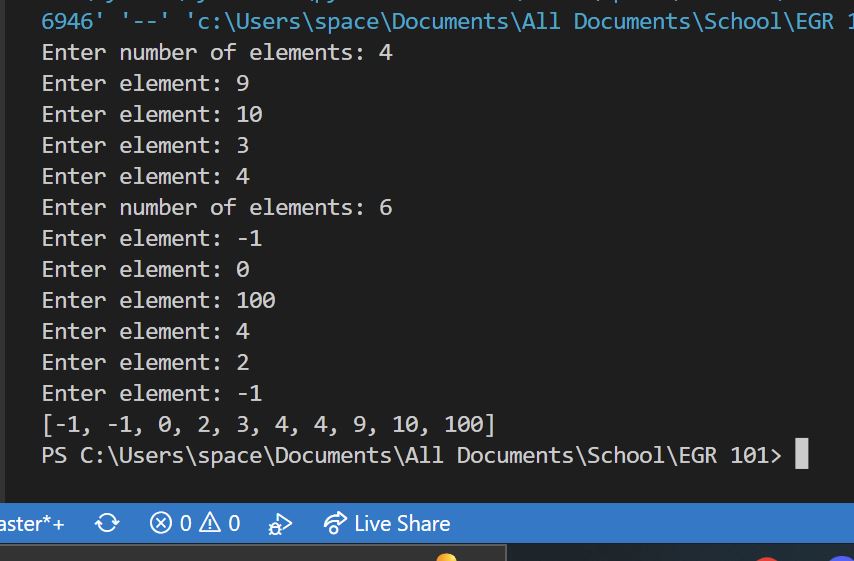 6946' '--' 'c:\Users\space\Documents\All Documents\School\EGR 1
Enter number of elements: 4
Enter element: 9
Enter element: 10
Enter element: 3
Enter element: 4
Enter number of elements: 6
Enter element: -1
Enter element: 0
Enter element: 100
Enter element: 4
Enter element: 2
Enter element: -1
[-1, -1, 0, 2, 3, 4, 4, 9, 10, 100]
PS C:\Users\space\Documents\All Documents\School\EGR 101>
aster*+ 0 0 Live Share